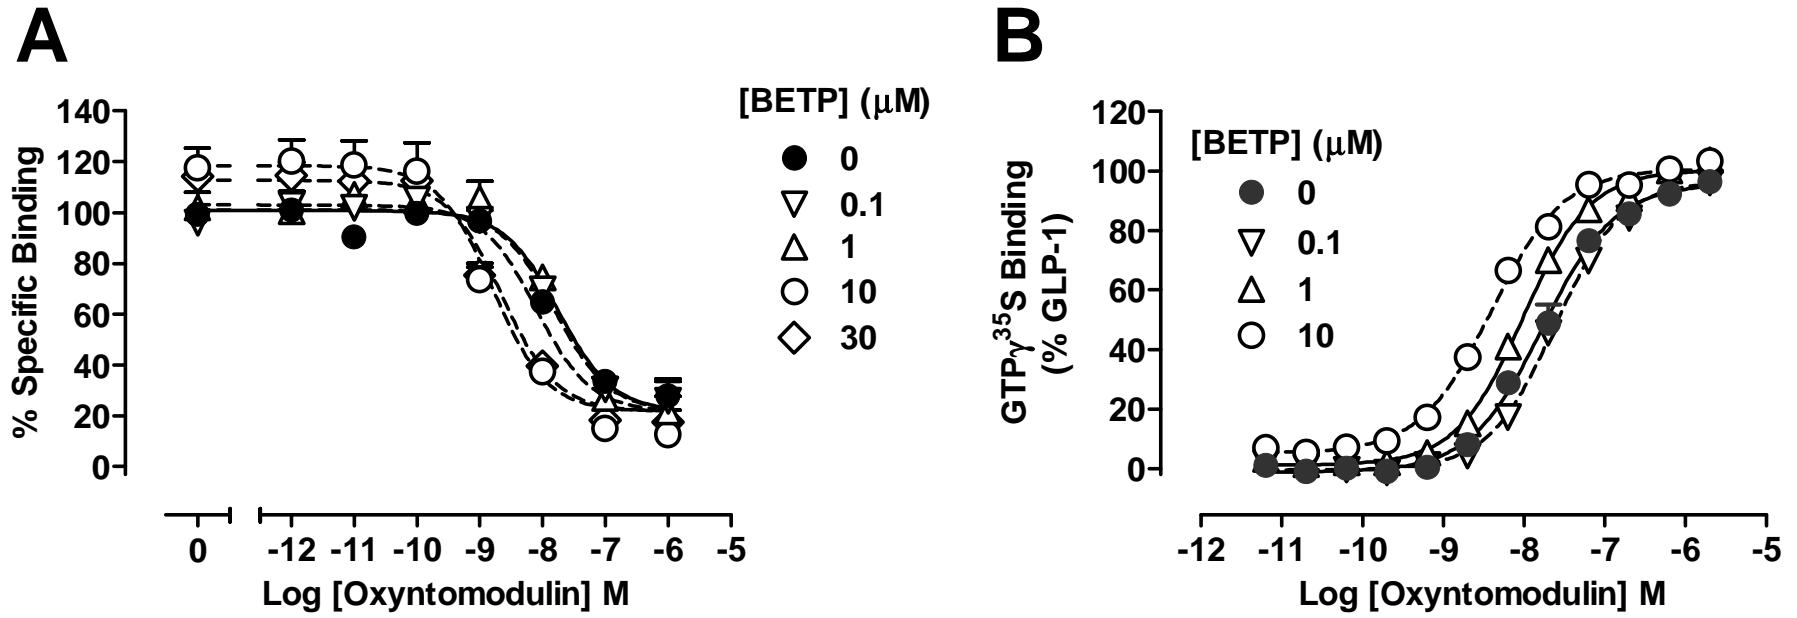 A
% Specific Binding
140
120
100
80
60
40
20
0
0 -12 -11 -10 -9 -8 -7 -6 -5
Log [Oxyntomodulin] M
[BETP] (μM)
0
0.1
1
10
30
B
GTPγ³⁵S Binding
(% GLP-1)
120
100
80
60
40
20
0
-12 -11 -10 -9 -8 -7 -6 -5
Log [Oxyntomodulin] M
[BETP] (μM)
0
0.1
1
10